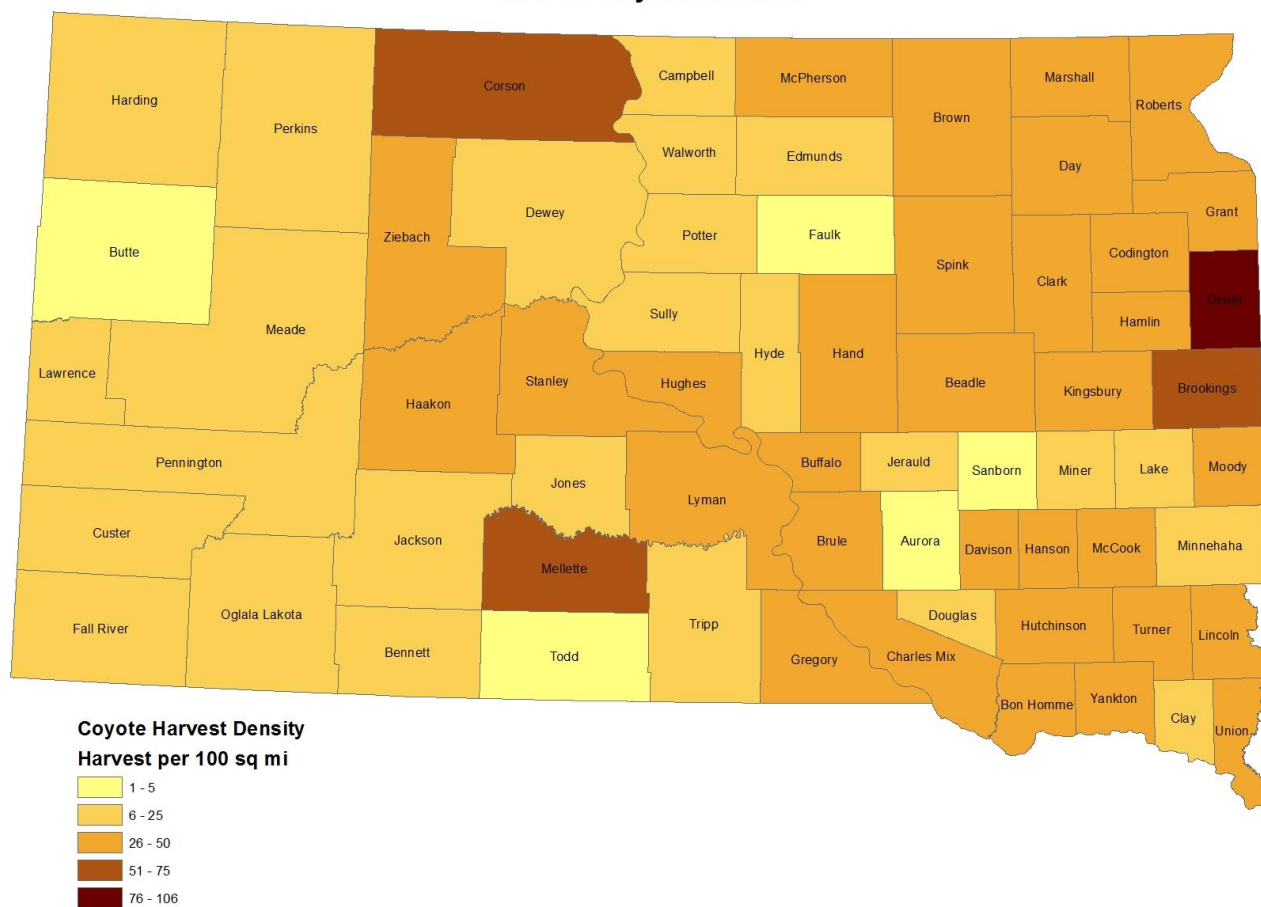 Corson
Campbell
McPherson
Marshall
Harding
Roberts
Brown
Perkins
Walworth
Edmunds
Day
Dewey
Grant
Ziebach
Potter
Faulk
Butte
Codington
Spink
Clark
Deuel
Sully
Hamlin
Meade
Hyde
Hand
Lawrence
Stanley
Hughes
Beadle
Kingsbury
Brookings
Haakon
Pennington
Buffalo
Jerauld
Sanborn
Miner
Lake
Moody
Jones
Lyman
Custer
Jackson
Brule
Aurora
Davison
Hanson
McCook
Minnehaha
Mellette
Oglala Lakota
Douglas
Fall River
Tripp
Hutchinson
Turner
Lincoln
Bennett
Todd
Gregory
Charles Mix
Bon Homme
Yankton
Clay
Union
Coyote Harvest Density
Harvest per 100 sq mi
1 - 5
6 - 25
26 - 50
51 - 75
76 - 106